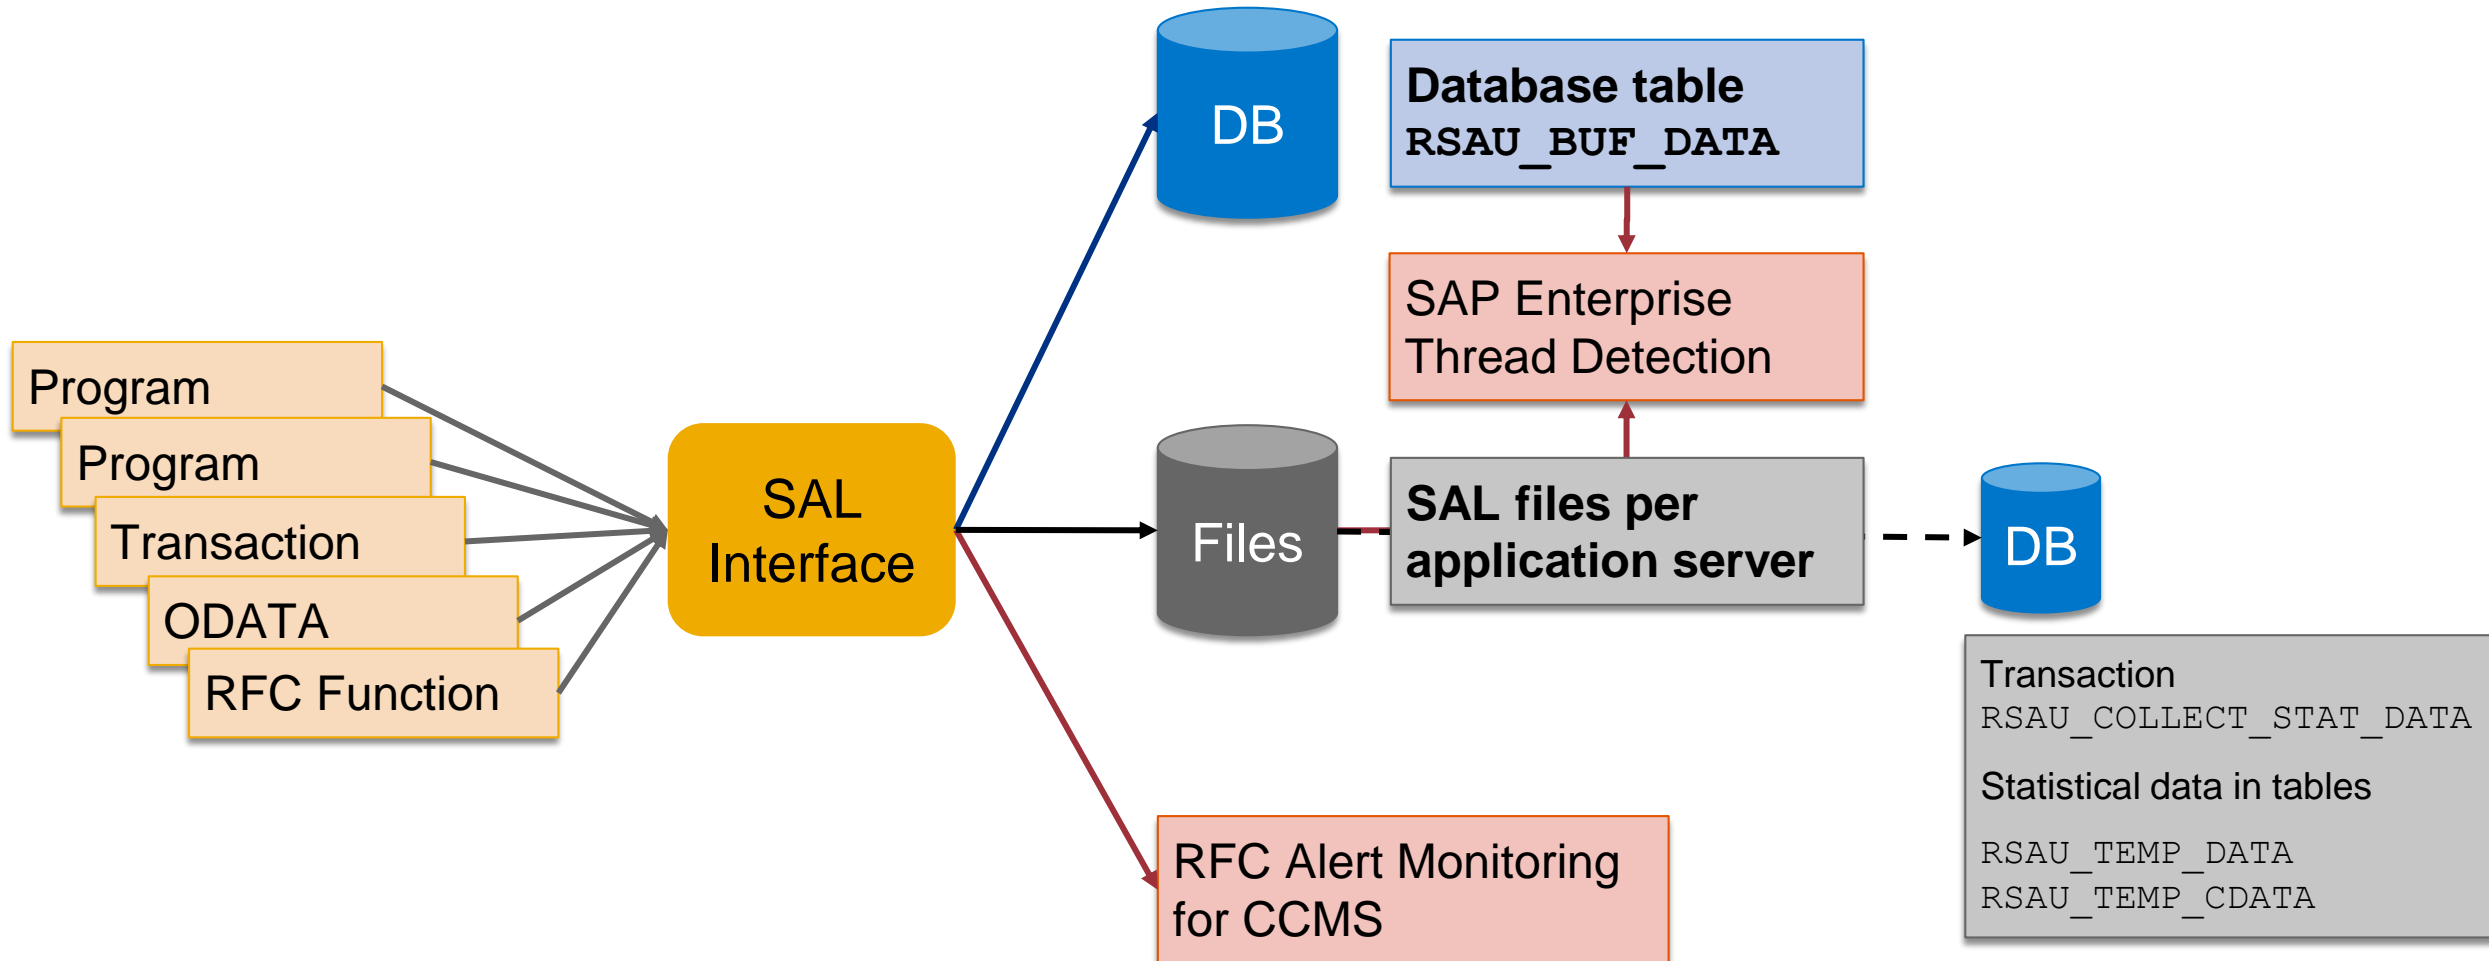 Program
Program
Transaction
ODATA
RFC Function
SAL
Interface
DB
Database table
RSAU_BUF_DATA
SAP Enterprise
Thread Detection
Files
SAL files per
application server
DB
Transaction
RSAU_COLLECT_STAT_DATA
Statistical data in tables
RSAU_TEMP_DATA
RSAU_TEMP_CDATA
RFC Alert Monitoring
for CCMS